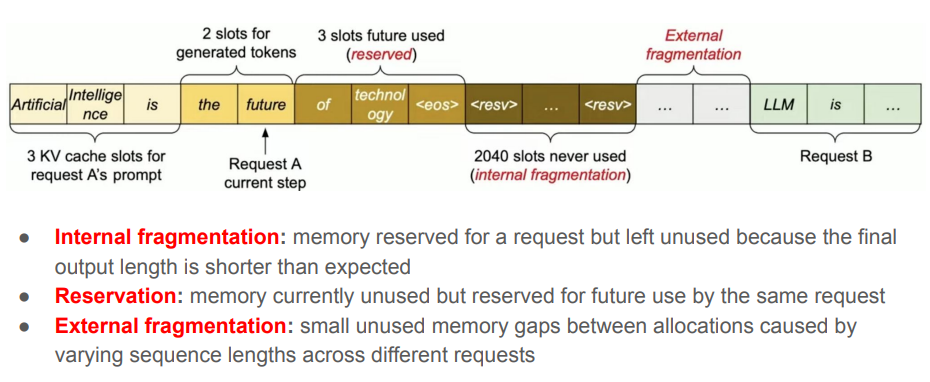 2 slots for
generated tokens
3 slots future used
(reserved)
External
fragmentation
Artificial Intellige
nce is the future of technol
ogy <eos> <resv> ... <resv> ... ... LLM is ...
3 KV cache slots for
request A's prompt
Request A
current step
2040 slots never used
(internal fragmentation)
Request B
● Internal fragmentation: memory reserved for a request but left unused because the final
output length is shorter than expected
● Reservation: memory currently unused but reserved for future use by the same request
● External fragmentation: small unused memory gaps between allocations caused by
varying sequence lengths across different requests